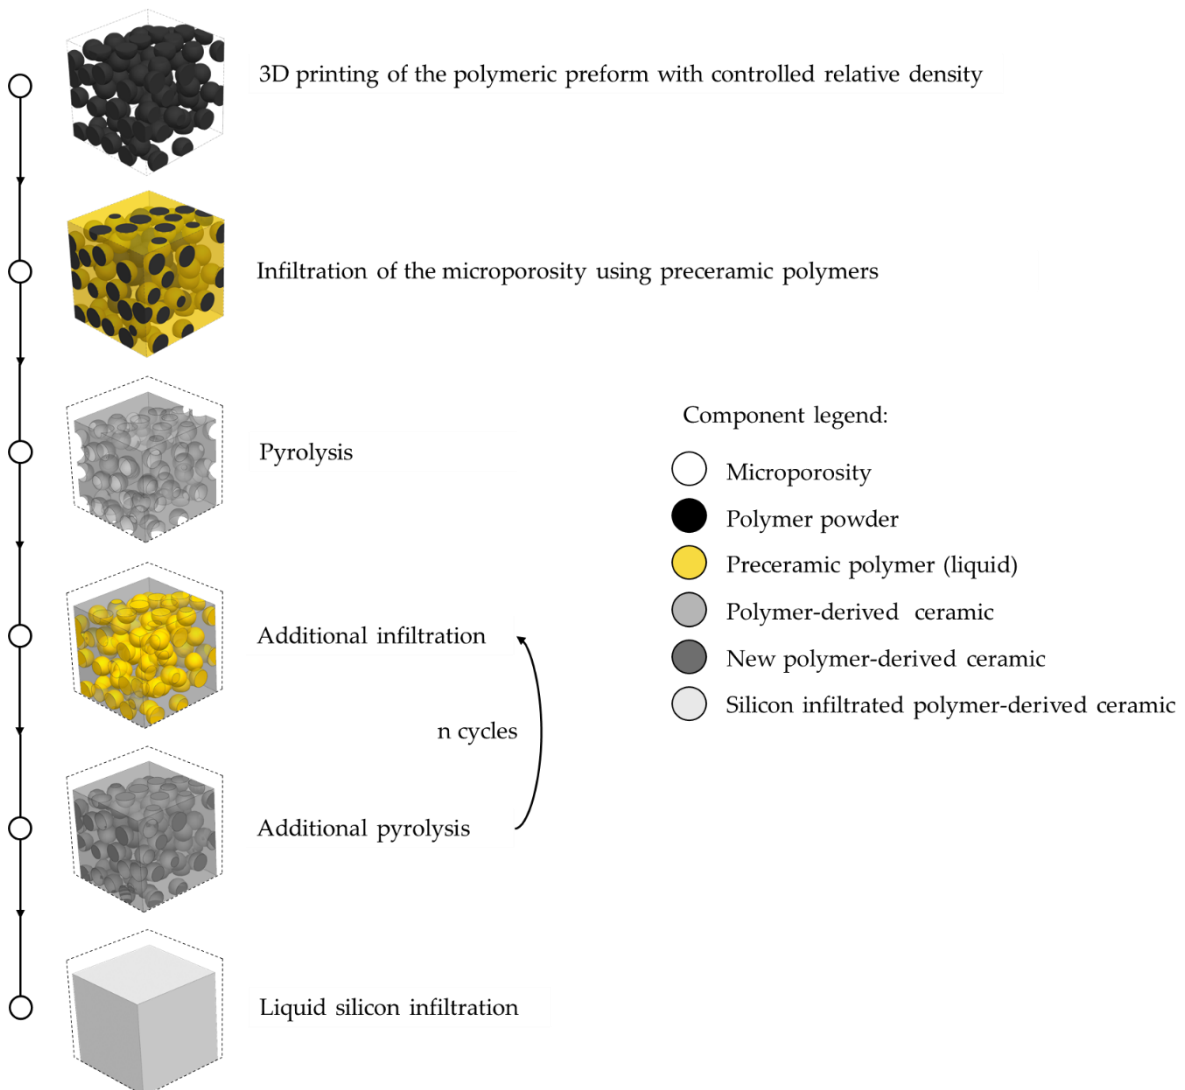 3D printing of the polymeric preform with controlled relative density
Infiltration of the microporosity using preceramic polymers
Pyrolysis
Additional infiltration
n cycles
Additional pyrolysis
Liquid silicon infiltration
Component legend:
Microporosity
Polymer powder
Preceramic polymer (liquid)
Polymer-derived ceramic
New polymer-derived ceramic
Silicon infiltrated polymer-derived ceramic